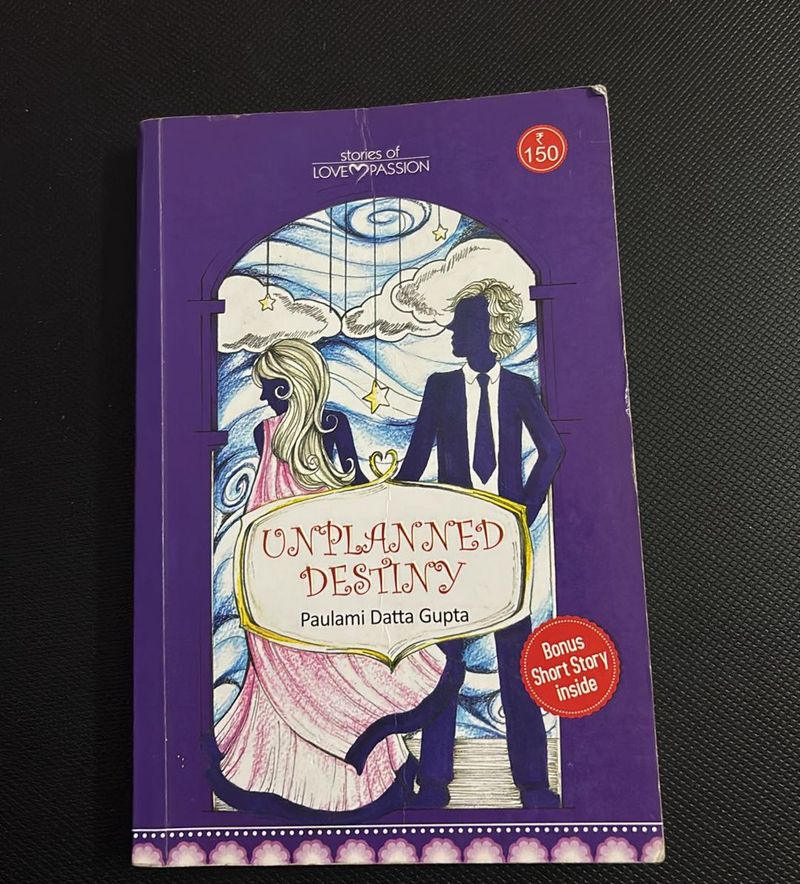 stories of
LOVE PASSION
₹
150
UNPLANNED
DESTINY
Paulami Datta Gupta
Bonus
Short Story
inside